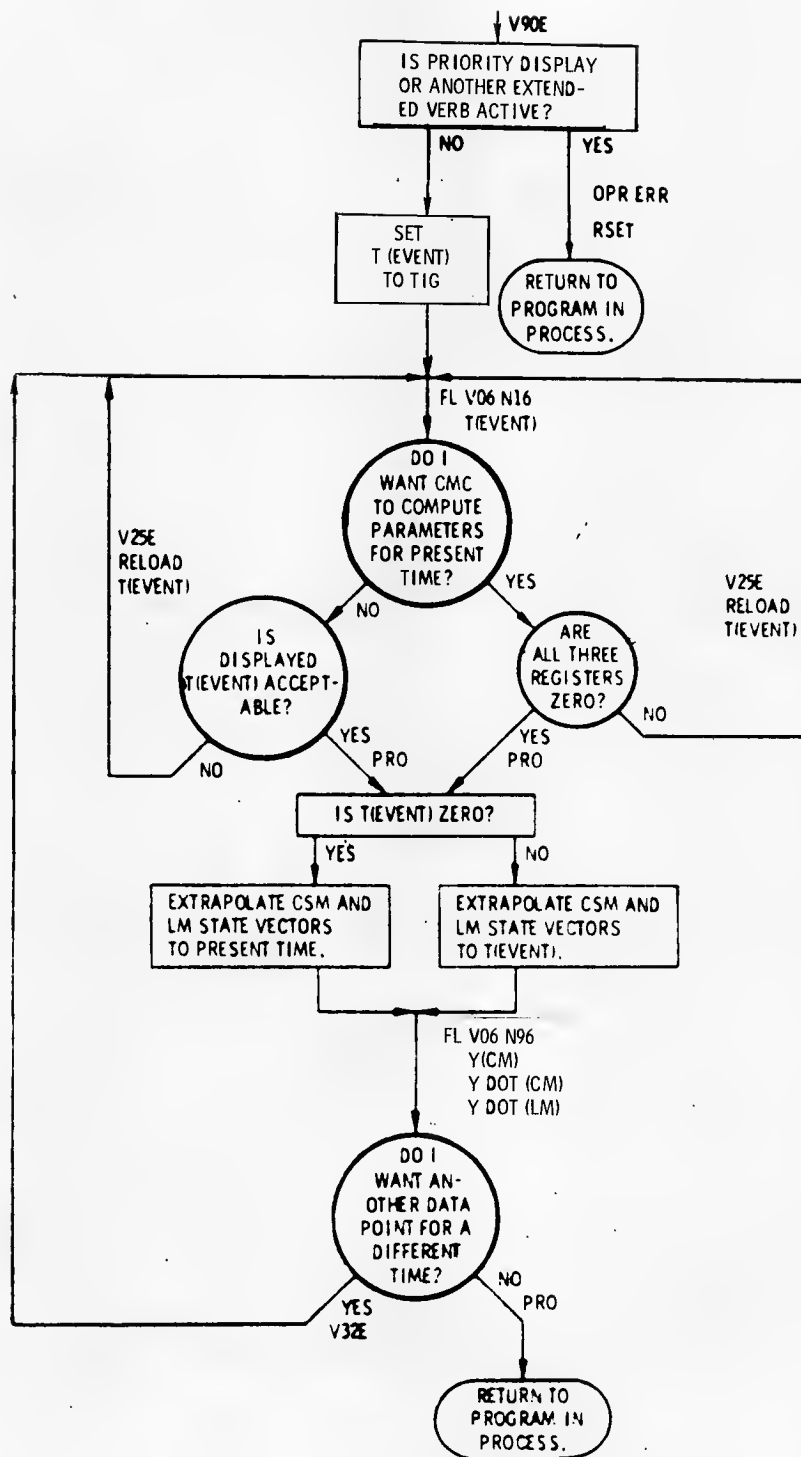 V90E
IS PRIORITY DISPLAY
OR ANOTHER EXTEND-
ED VERB ACTIVE?
NO
YES
OPR ERR
RSET
SET
T (EVENT)
TO TIG
RETURN TO
PROGRAM IN
PROCESS.
FL V06 N16
T(EVENT)
DO I
WANT CMC
TO COMPUTE
PARAMETERS
FOR PRESENT
TIME?
V25E
RELOAD
T(EVENT)
NO
YES
V25E
RELOAD
T(EVENT)
IS
DISPLAYED
T(EVENT) ACCEPT-
ABLE?
ARE
ALL THREE
REGISTERS
ZERO?
NO
YES
PRO
YES
PRO
NO
IS T(EVENT) ZERO?
YES
NO
EXTRAPOLATE CSM AND
LM STATE VECTORS
TO PRESENT TIME.
EXTRAPOLATE CSM AND
LM STATE VECTORS
TO T(EVENT).
FL V06 N96
Y(CM)
Y DOT (CM)
Y DOT (LM)
DO I
WANT AN-
OTHER DATA
POINT FOR A
DIFFERENT
TIME?
YES
V32E
NO
PRO
RETURN TO
PROGRAM IN
PROCESS.